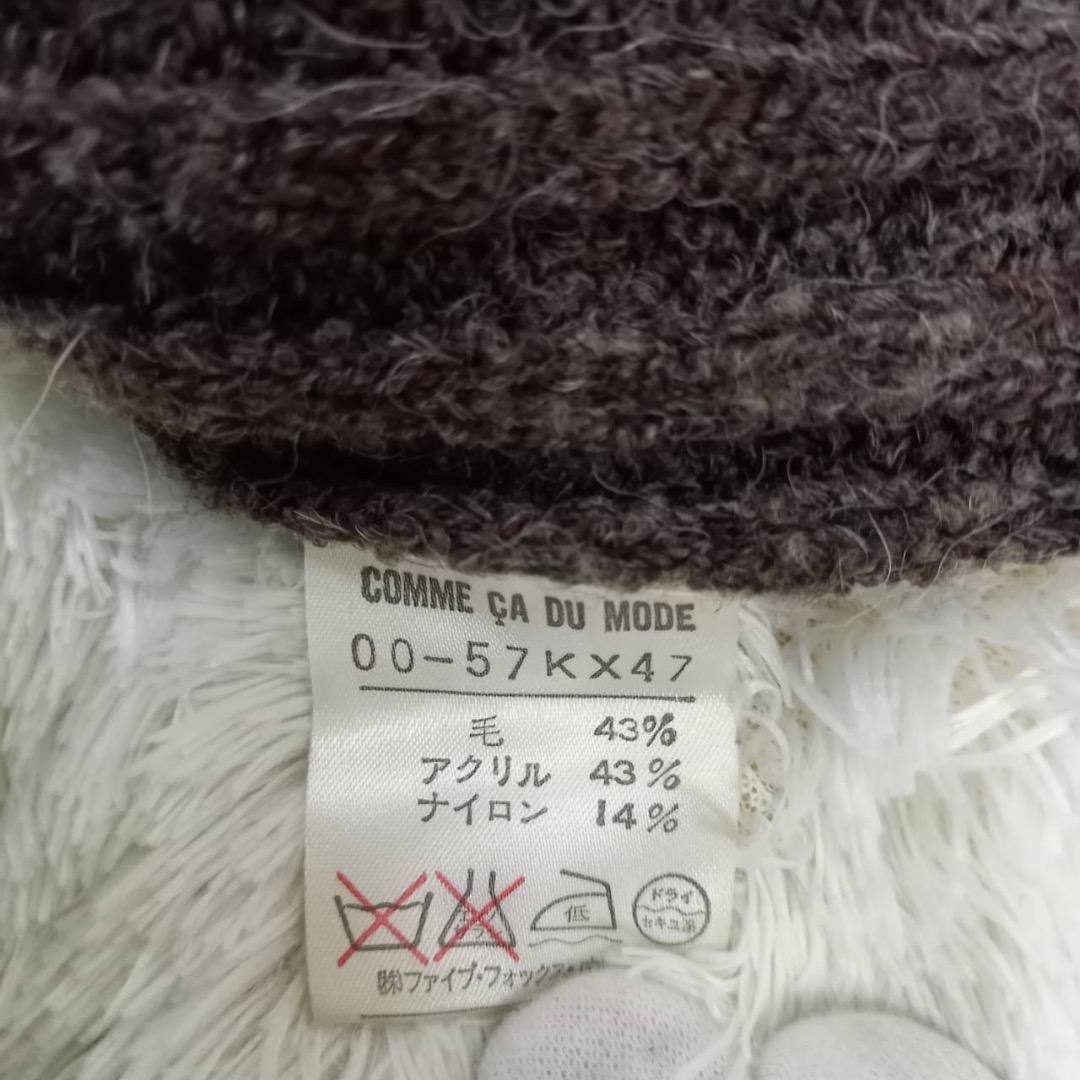 COMME ÇA DU MODE
00-57KX47
毛 43%
アクリル 43%
ナイロン 14%
低
ドライ
セキユ系
㈱ファイブ・フォックス